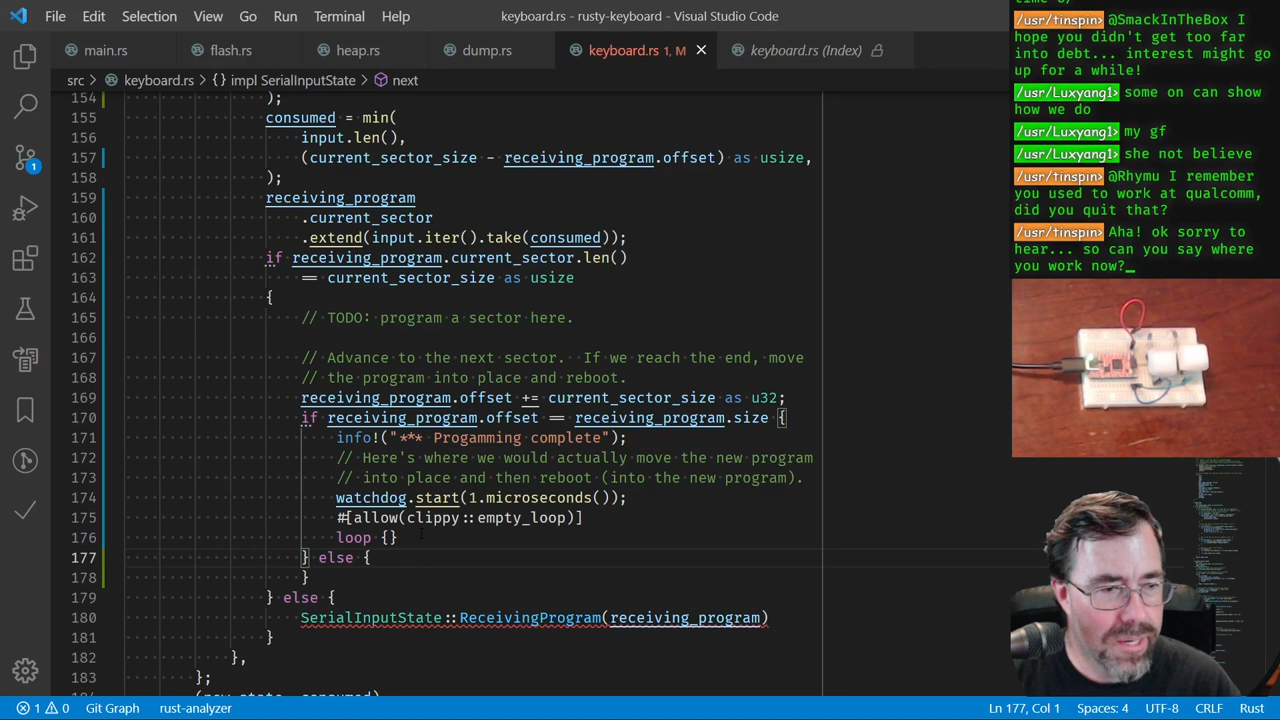 File Edit Selection View Go Run Terminal Help keyboard.rs - rusty-keyboard - Visual Studio Code
main.rs flash.rs heap.rs dump.rs keyboard.rs 1, M keyboard.rs (Index)
src > keyboard.rs > {} impl SerialInputState > next
154 );
155 consumed = min(
156 input.len(),
157 (current_sector_size - receiving_program.offset) as usize,
158 );
159 receiving_program
160 .current_sector
161 .extend(input.iter().take(consumed));
162 if receiving_program.current_sector.len()
163 == current_sector_size as usize
164 {
165 // TODO: program a sector here.
166
167 // Advance to the next sector. If we reach the end, move
168 // the program into place and reboot.
169 receiving_program.offset += current_sector_size as u32;
170 if receiving_program.offset == receiving_program.size {
171 info!("*** Progamming complete");
172 // Here's where we would actually move the new program
173 // into place and then reboot (into the new program).
174 watchdog.start(1.microseconds());
175 #[allow(clippy::empty_loop)]
176 loop {}
177 } else {
178 }
179 } else {
180 SerialInputState::ReceivingProgram(receiving_program)
181 }
182 },
183 };
(new_state, consumed)
1 0 Git Graph rust-analyzer Ln 177, Col 1 Spaces: 4 UTF-8 CRLF Rust
/usr/tinspin> @SmackInTheBox I
hope you didn't get too far
into debt... interest might go
up for a while!
/usr/Luxyang1> some on can show
how we do
/usr/Luxyang1> my gf
/usr/Luxyang1> she not believe
/usr/tinspin> @Rhymu I remember
you used to work at qualcomm,
did you quit that?
/usr/tinspin> Aha! ok sorry to
hear... so can you say where
you work now?_